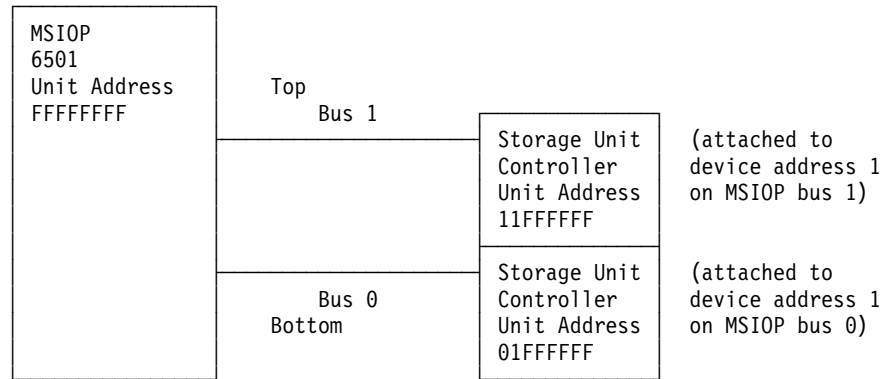 MSIOP
6501
Unit Address
FFFFFFFF
Top
Bus 1
Storage Unit
Controller
Unit Address
11FFFFFF
(attached to
device address 1
on MSIOP bus 1)
Storage Unit
Controller
Unit Address
01FFFFFF
(attached to
device address 1
on MSIOP bus 0)
Bus 0
Bottom